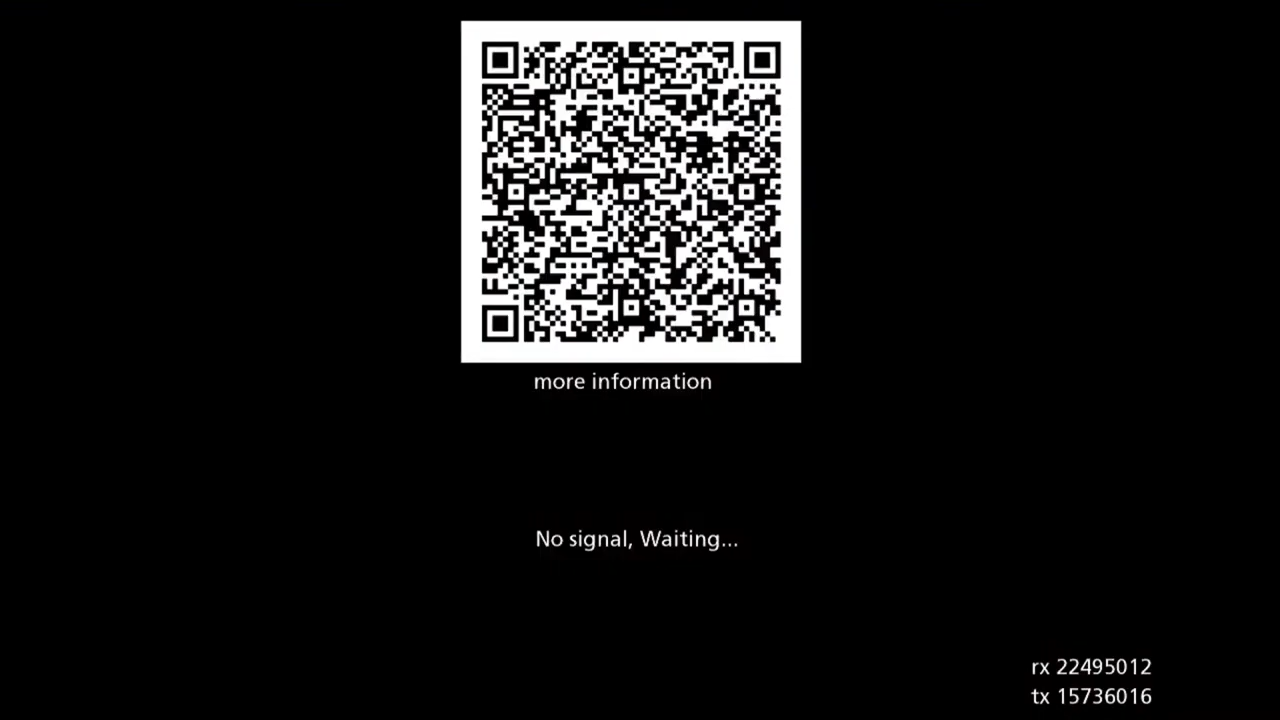 more information
No signal, Waiting...
rx 22495012
tx 15736016